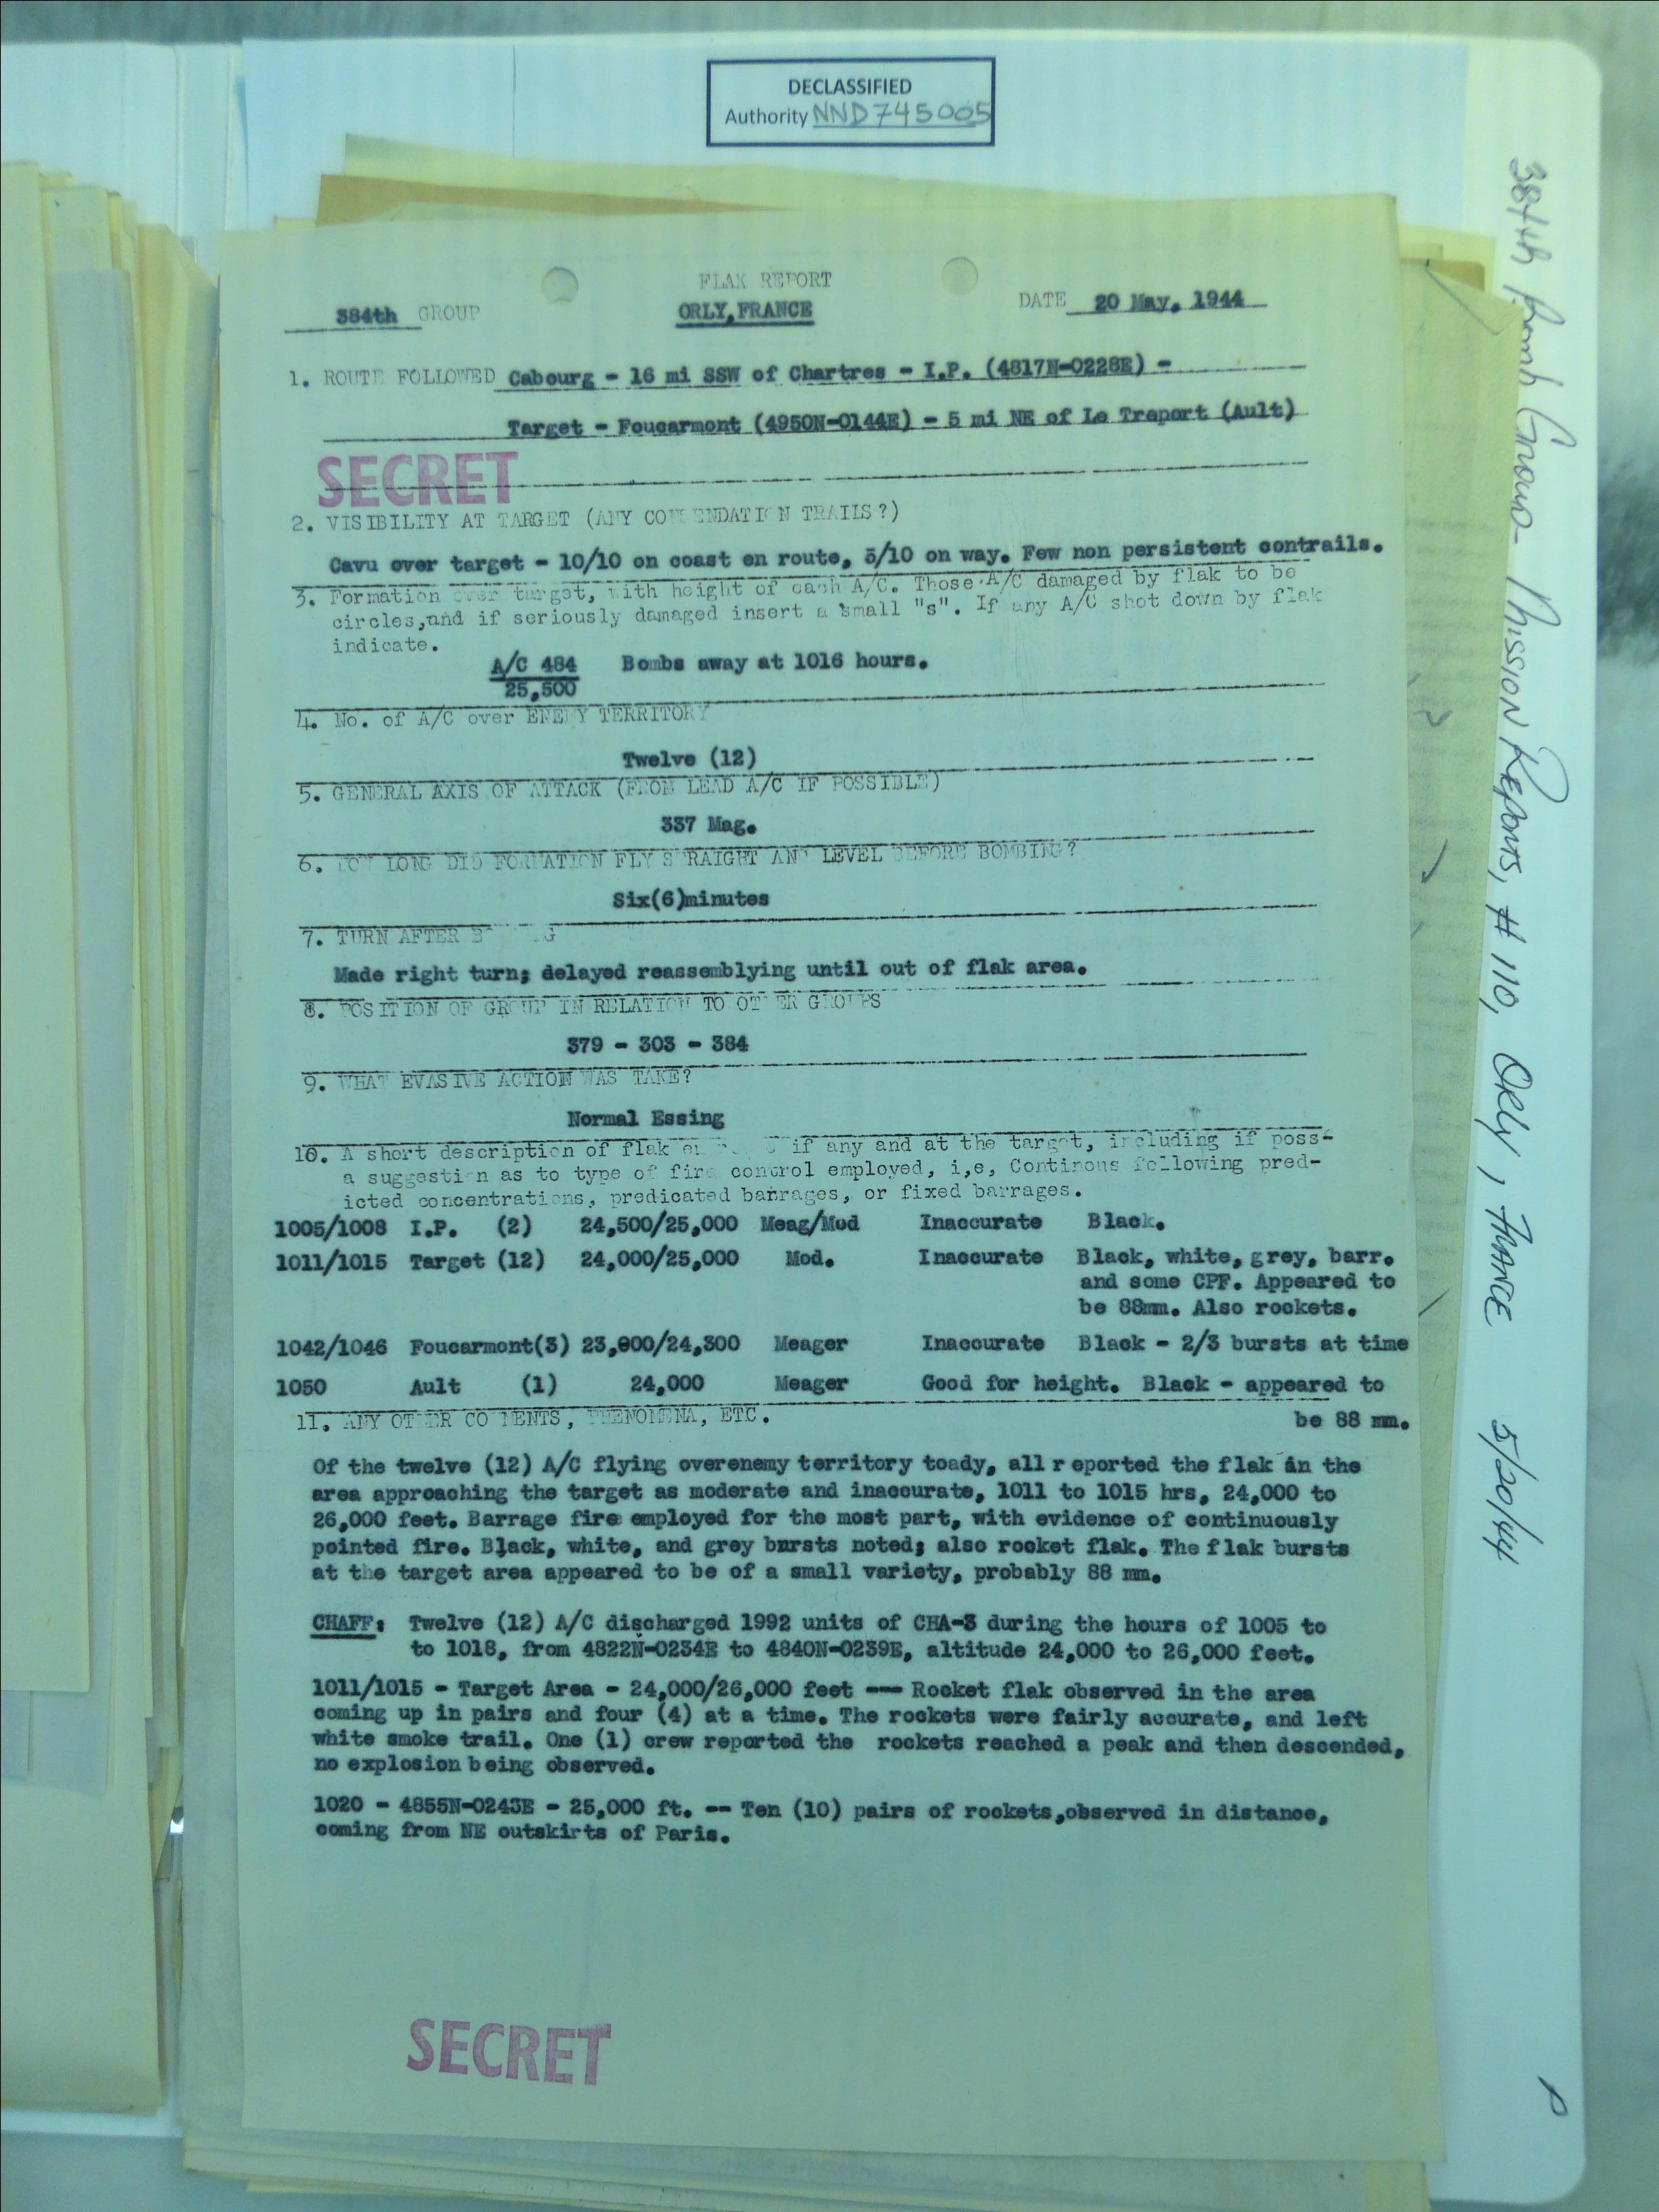 DECLASSIFIED
Authority NND745005
FLAK REPORT
384th GROUP ORLY,FRANCE DATE 20 May, 1944
1. ROUTE FOLLOWED Cabourg - 16 mi SSW of Chartres - I.P. (4817N-0228E) -
Target - Foucarmont (4950N-0144E) - 5 mi NE of Le Treport (Ault)
SECRET
2. VISIBILITY AT TARGET (ANY CONDENDATION TRAILS?)
Cavu over target - 10/10 on coast en route, 5/10 on way. Few non persistent contrails.
3. Formation over target, with height of each A/C. Those A/C damaged by flak to be
circles,and if seriously damaged insert a small "s". If any A/C shot down by flak
indicate.
A/C 484 Bombs away at 1016 hours.
25,500
4. No. of A/C over ENEMY TERRITORY
Twelve (12)
5. GENERAL AXIS OF ATTACK (FROM LEAD A/C IF POSSIBLE)
337 Mag.
6. HOW LONG DID FORMATION FLY STRAIGHT AND LEVEL BEFORE BOMBING?
Six(6)minutes
7. TURN AFTER
Made right turn; delayed reassemblying until out of flak area.
8. POSITION OF GROUP IN RELATION TO OTHER GROUPS
379 - 303 - 384
9. WHAT EVASIVE ACTION WAS TAKE?
Normal Essing
10. A short description of flak if any and at the target, including if poss-
a suggestion as to type of fire control employed, i,e, Continous following pred-
icted concentrations, predicated barrages, or fixed barrages.
1005/1008 I.P. (2) 24,500/25,000 Meag/Mod Inaccurate Black.
1011/1015 Target (12) 24,000/25,000 Mod. Inaccurate Black, white, grey, barr.
and some CPF. Appeared to
be 88mm. Also rockets.
1042/1046 Foucarmont(3) /24,300 Meager Inaccurate Black - 2/3 bursts at time
1050 Ault (1) 24,000 Meager Good for height. Black - appeared to
11. ANY OTHER COMMENTS, PHENOMENA, ETC. be 88 mm.
Of the twelve (12) A/C flying overenemy territory toady, all r eported the flak in the
area approaching the target as moderate and inaccurate, 1011 to 1015 hrs, 24,000 to
26,000 feet. Barrage fire employed for the most part, with evidence of continuously
pointed fire. Black, white, and grey bursts noted; also rocket flak. The flak bursts
at the target area appeared to be of a small variety, probably 88 mm.
CHAFF: Twelve (12) A/C discharged 1992 units of CHA-3 during the hours of 1005 to
to 1018, from 4822N-0234E to 4840N-0239E, altitude 24,000 to 26,000 feet.
1011/1015 - Target Area - 24,000/26,000 feet --- Rocket flak observed in the area
coming up in pairs and four (4) at a time. The rockets were fairly accurate, and left
white smoke trail. One (1) crew reported the rockets reached a peak and then descended,
no explosion being observed.
1020 - 4855N-0243E - 25,000 ft. -- Ten (10) pairs of rockets,observed in distance,
coming from NE outskirts of Paris.
SECRET
384th Bomb Group - Mission Reports, # 110, Orly, FRANCE 5/20/44